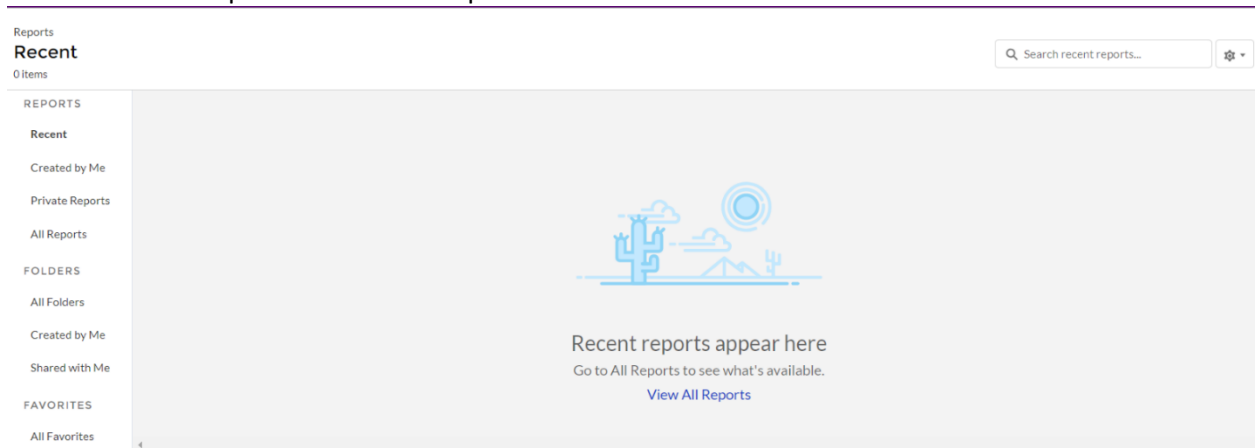 Reports
Recent
0 items
Search recent reports...
REPORTS
Recent
Created by Me
Private Reports
All Reports
FOLDERS
All Folders
Created by Me
Shared with Me
FAVORITES
All Favorites
Recent reports appear here
Go to All Reports to see what's available.
View All Reports